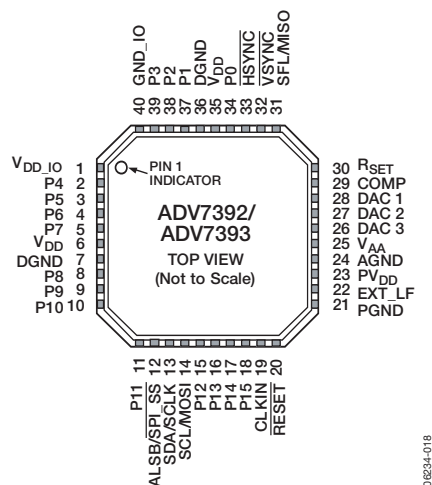 GND_IO
P3
P2
P1
DGND
VDD
P0
HSYNC
VSYNC
SFL/MISO
40 39 38 37 36 35 34 33 32 31
VDD_IO 1
P4 2
P5 3
P6 4
P7 5
VDD 6
DGND 7
P8 8
P9 9
P10 10
PIN 1
INDICATOR
ADV7392/
ADV7393
TOP VIEW
(Not to Scale)
30 RSET
29 COMP
28 DAC 1
27 DAC 2
26 DAC 3
25 VAA
24 AGND
23 PVDD
22 EXT_LF
21 PGND
P11 11
ALSB/SPI_SS 12
SDA/SCLK 13
SCL/MOSI 14
P12 15
P13 16
P14 17
P15 18
CLKIN 19
RESET 20
06234-018